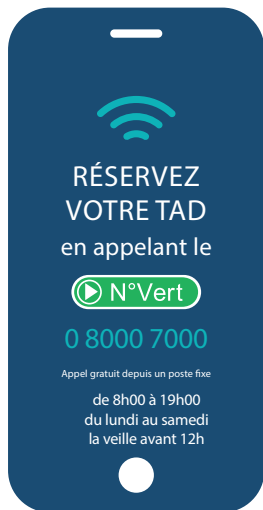 RÉSERVEZ
VOTRE TAD
en appelant le
N°Vert
0 8000 7000
Appel gratuit depuis un poste fixe
de 8h00 à 19h00
du lundi au samedi
la veille avant 12h